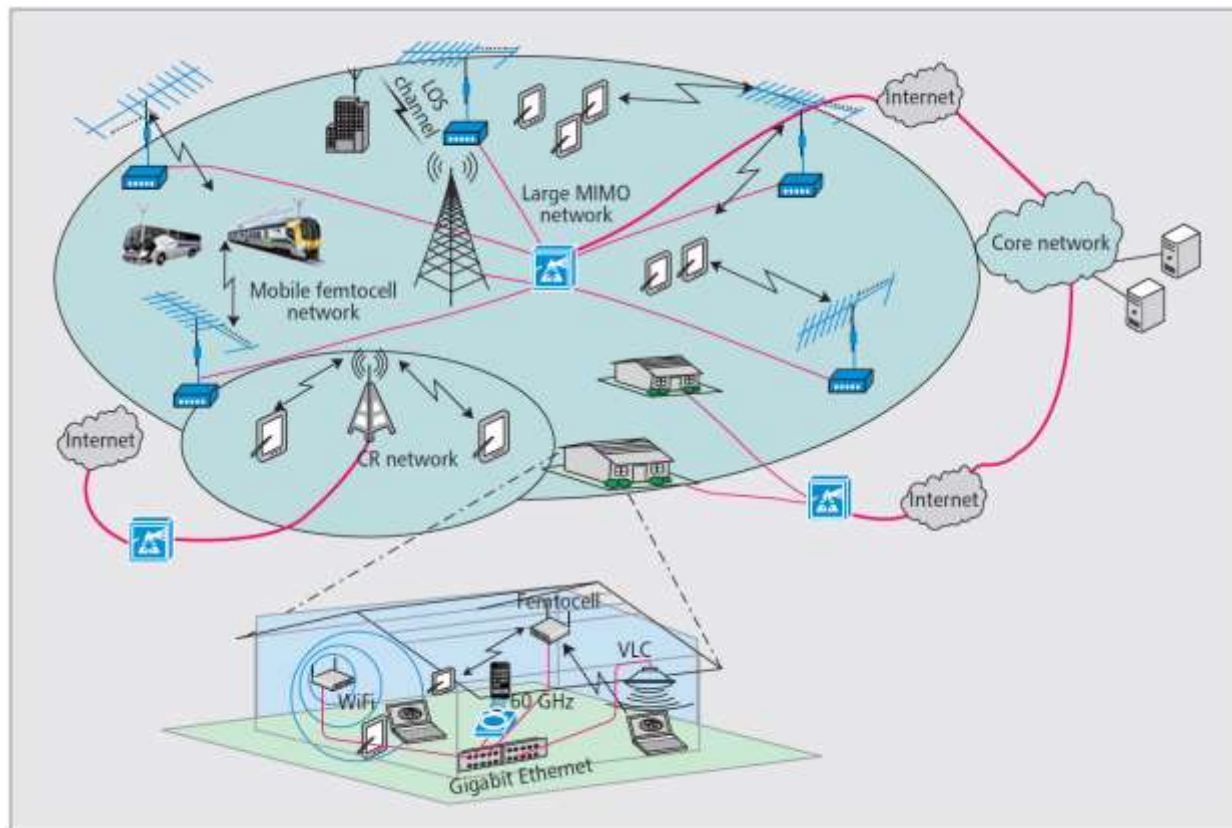 LOS
channel
Internet
Large MIMO
network
Core network
Mobile femtocell
network
Internet
CR network
Internet
Femtocell
VLC
WiFi
60 GHz
Gigabit Ethernet